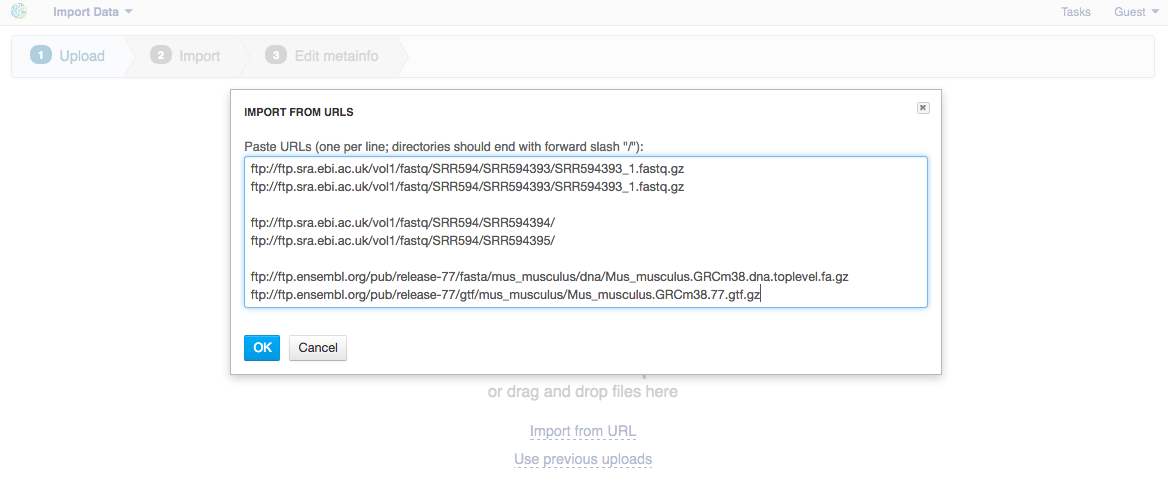 Import Data
Tasks
Guest
1 Upload
2 Import
3 Edit metainfo
IMPORT FROM URLS
Paste URLs (one per line; directories should end with forward slash "/"):
ftp://ftp.sra.ebi.ac.uk/vol1/fastq/SRR594/SRR594393/SRR594393_1.fastq.gz
ftp://ftp.sra.ebi.ac.uk/vol1/fastq/SRR594/SRR594393/SRR594393_1.fastq.gz
ftp://ftp.sra.ebi.ac.uk/vol1/fastq/SRR594/SRR594394/
ftp://ftp.sra.ebi.ac.uk/vol1/fastq/SRR594/SRR594395/
ftp://ftp.ensembl.org/pub/release-77/fasta/mus_musculus/dna/Mus_musculus.GRCm38.dna.toplevel.fa.gz
ftp://ftp.ensembl.org/pub/release-77/gtf/mus_musculus/Mus_musculus.GRCm38.77.gtf.gz
OK
Cancel
or drag and drop files here
Import from URL
Use previous uploads